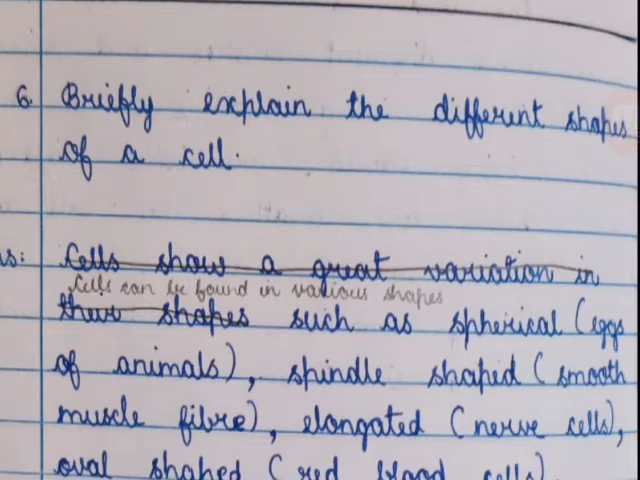 6. Briefly explain the different shapes
of a cell.
ns: Cells show a great variation in
Cells can be found in various shapes
their shapes such as spherical (eggs
of animals), spindle shaped (smooth
muscle fibre), elongated (nerve cells),
oval shaped (red blood cells),